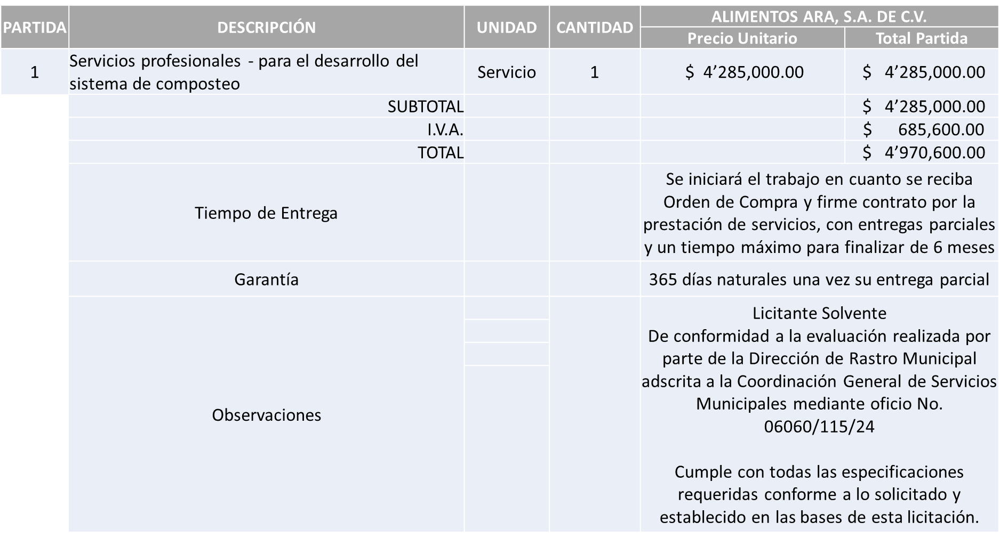 PARTIDA DESCRIPCIÓN UNIDAD CANTIDAD ALIMENTOS ARA, S.A. DE C.V.
Precio Unitario Total Partida
1 Servicios profesionales - para el desarrollo del
sistema de composteo Servicio 1 $ 4’285,000.00 $ 4’285,000.00
SUBTOTAL $ 4’285,000.00
I.V.A. $ 685,600.00
TOTAL $ 4’970,600.00
Tiempo de Entrega
Se iniciará el trabajo en cuanto se reciba
Orden de Compra y firme contrato por la
prestación de servicios, con entregas parciales
y un tiempo máximo para finalizar de 6 meses
Garantía 365 días naturales una vez su entrega parcial
Observaciones
Licitante Solvente
De conformidad a la evaluación realizada por
parte de la Dirección de Rastro Municipal
adscrita a la Coordinación General de Servicios
Municipales mediante oficio No.
06060/115/24
Cumple con todas las especificaciones
requeridas conforme a lo solicitado y
establecido en las bases de esta licitación.